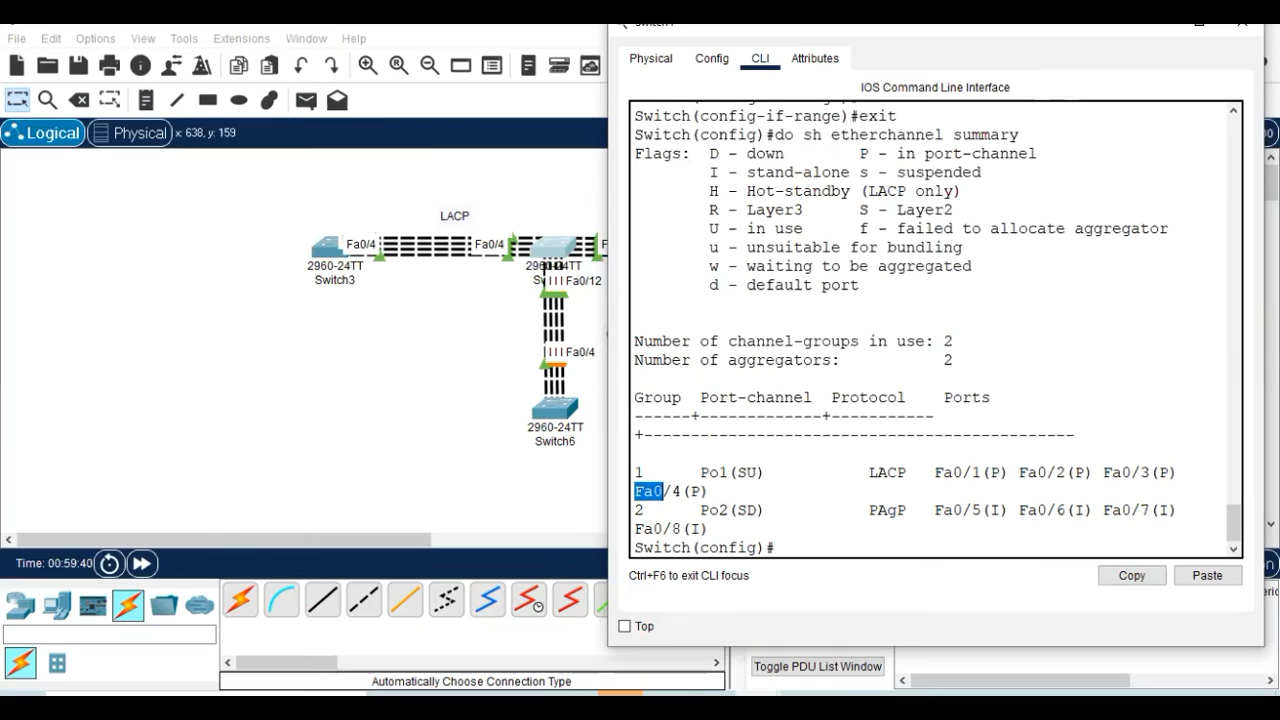 File Edit Options View Tools Extensions Window Help
Logical Physical x: 638, y: 159
LACP
Fa0/4 Fa0/4
2960-24TT
Switch3
Fa0/12
Fa0/4
2960-24TT
Switch6
Time: 00:59:40
Automatically Choose Connection Type
Physical Config CLI Attributes
IOS Command Line Interface
Switch(config-if-range)#exit
Switch(config)#do sh etherchannel summary
Flags: D - down P - in port-channel
I - stand-alone s - suspended
H - Hot-standby (LACP only)
R - Layer3 S - Layer2
U - in use f - failed to allocate aggregator
u - unsuitable for bundling
w - waiting to be aggregated
d - default port
Number of channel-groups in use: 2
Number of aggregators: 2
Group Port-channel Protocol Ports
------+-------------+-----------
+----------------------------------------------
1 Po1(SU) LACP Fa0/1(P) Fa0/2(P) Fa0/3(P)
Fa0/4(P)
2 Po2(SD) PAgP Fa0/5(I) Fa0/6(I) Fa0/7(I)
Fa0/8(I)
Switch(config)#
Ctrl+F6 to exit CLI focus
Copy Paste
Top
Toggle PDU List Window